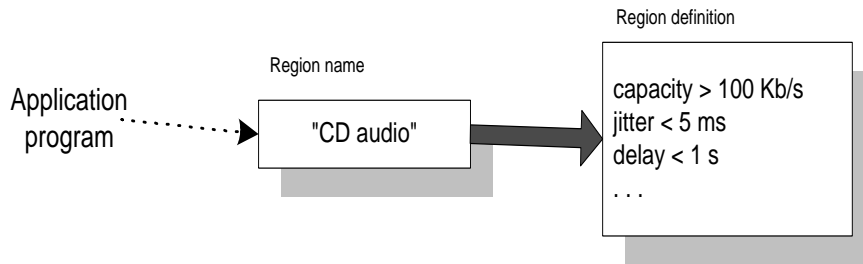 Application
program
Region name
"CD audio"
Region definition
capacity > 100 Kb/s
jitter < 5 ms
delay < 1 s
. . .